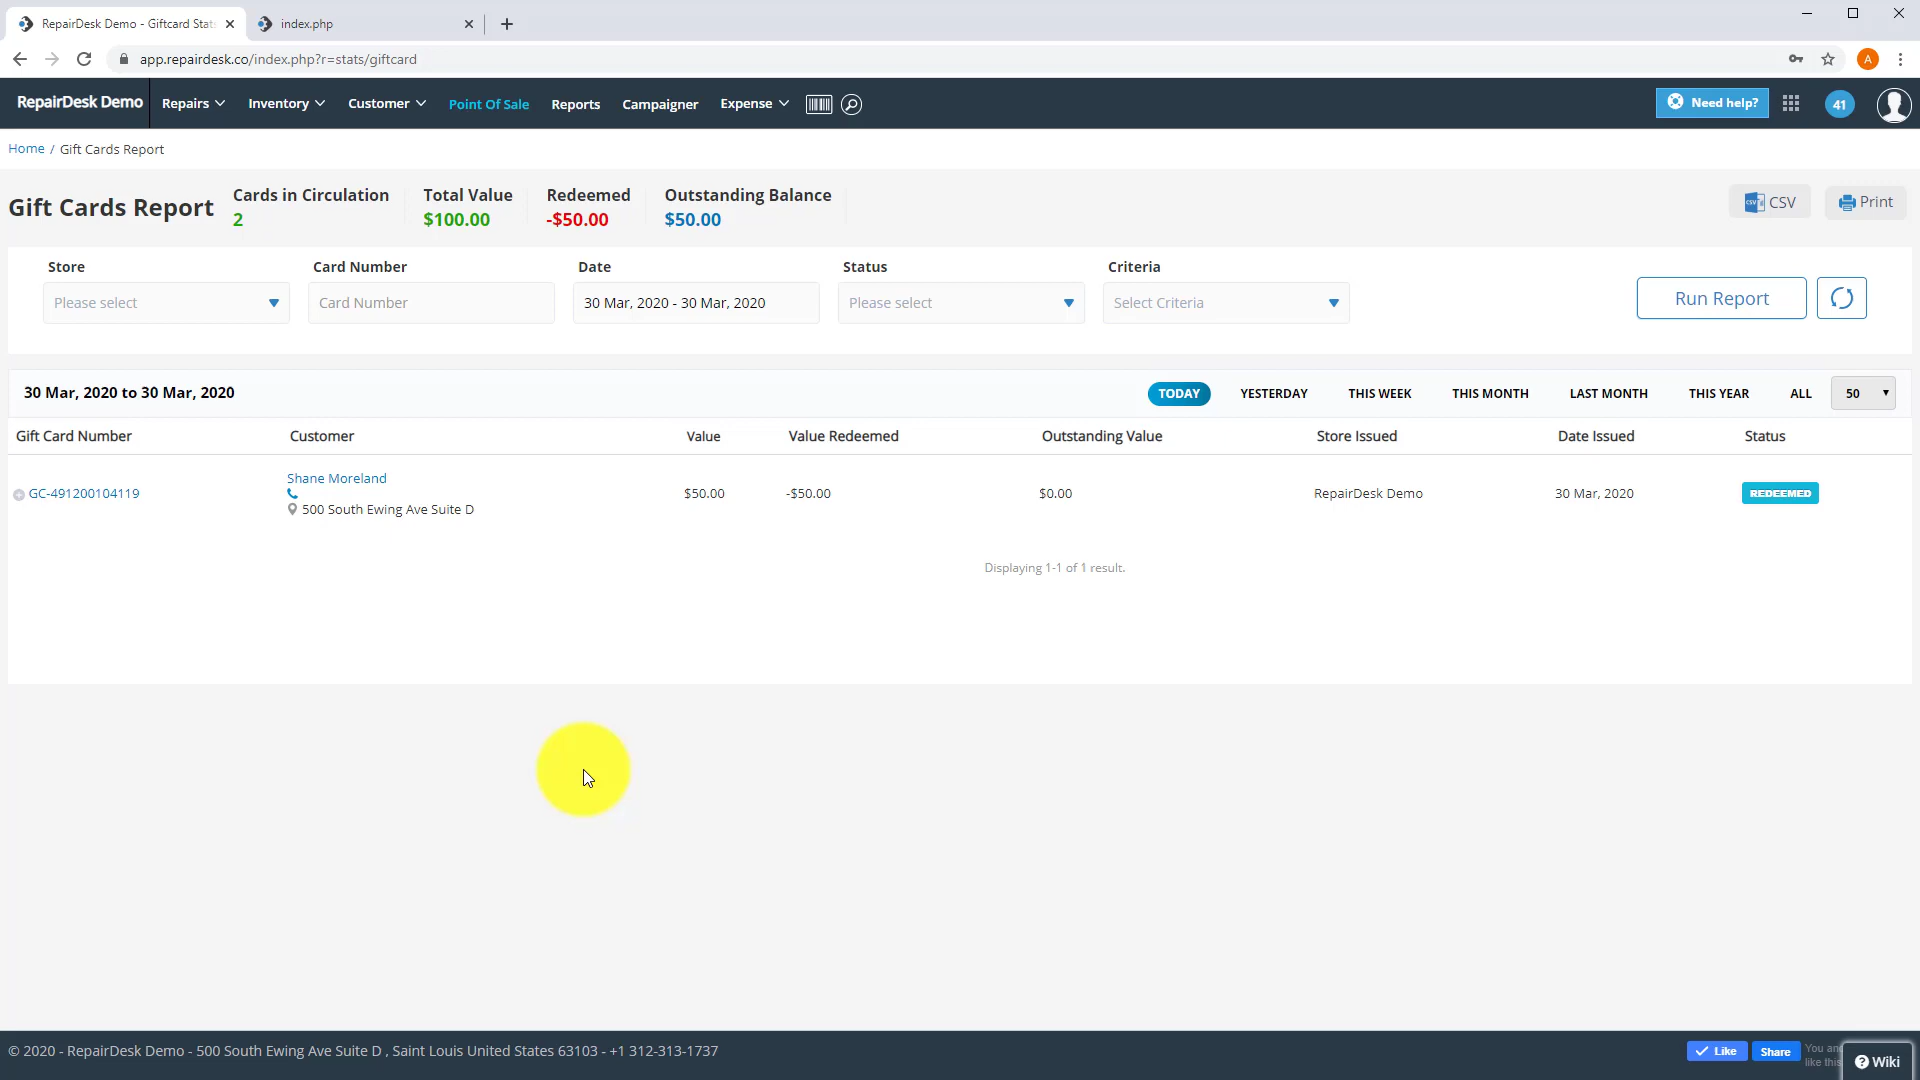 RepairDesk Demo - Giftcard Stats
index.php
app.repairdesk.co/index.php?r=stats/giftcard
A
RepairDesk Demo Repairs Inventory Customer Point Of Sale Reports Campaigner Expense Need help? 41
Home / Gift Cards Report
Gift Cards Report
Cards in Circulation Total Value Redeemed Outstanding Balance
2 $100.00 -$50.00 $50.00
CSV Print
Store Card Number Date Status Criteria
Please select Card Number 30 Mar, 2020 - 30 Mar, 2020 Please select Select Criteria Run Report
30 Mar, 2020 to 30 Mar, 2020 TODAY YESTERDAY THIS WEEK THIS MONTH LAST MONTH THIS YEAR ALL 50
Gift Card Number Customer Value Value Redeemed Outstanding Value Store Issued Date Issued Status
Shane Moreland
GC-491200104119 $50.00 -$50.00 $0.00 RepairDesk Demo 30 Mar, 2020 REDEEMED
500 South Ewing Ave Suite D
Displaying 1-1 of 1 result.
© 2020 - RepairDesk Demo - 500 South Ewing Ave Suite D , Saint Louis United States 63103 - +1 312-313-1737
Like Share You and
like this
Wiki